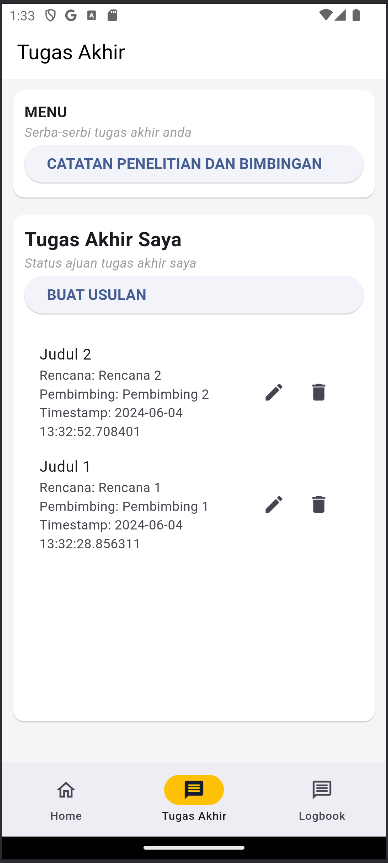 1:33
Tugas Akhir
MENU
Serba-serbi tugas akhir anda
CATATAN PENELITIAN DAN BIMBINGAN
Tugas Akhir Saya
Status ajuan tugas akhir saya
BUAT USULAN
Judul 2
Rencana: Rencana 2
Pembimbing: Pembimbing 2
Timestamp: 2024-06-04
13:32:52.708401
Judul 1
Rencana: Rencana 1
Pembimbing: Pembimbing 1
Timestamp: 2024-06-04
13:32:28.856311
Home
Tugas Akhir
Logbook